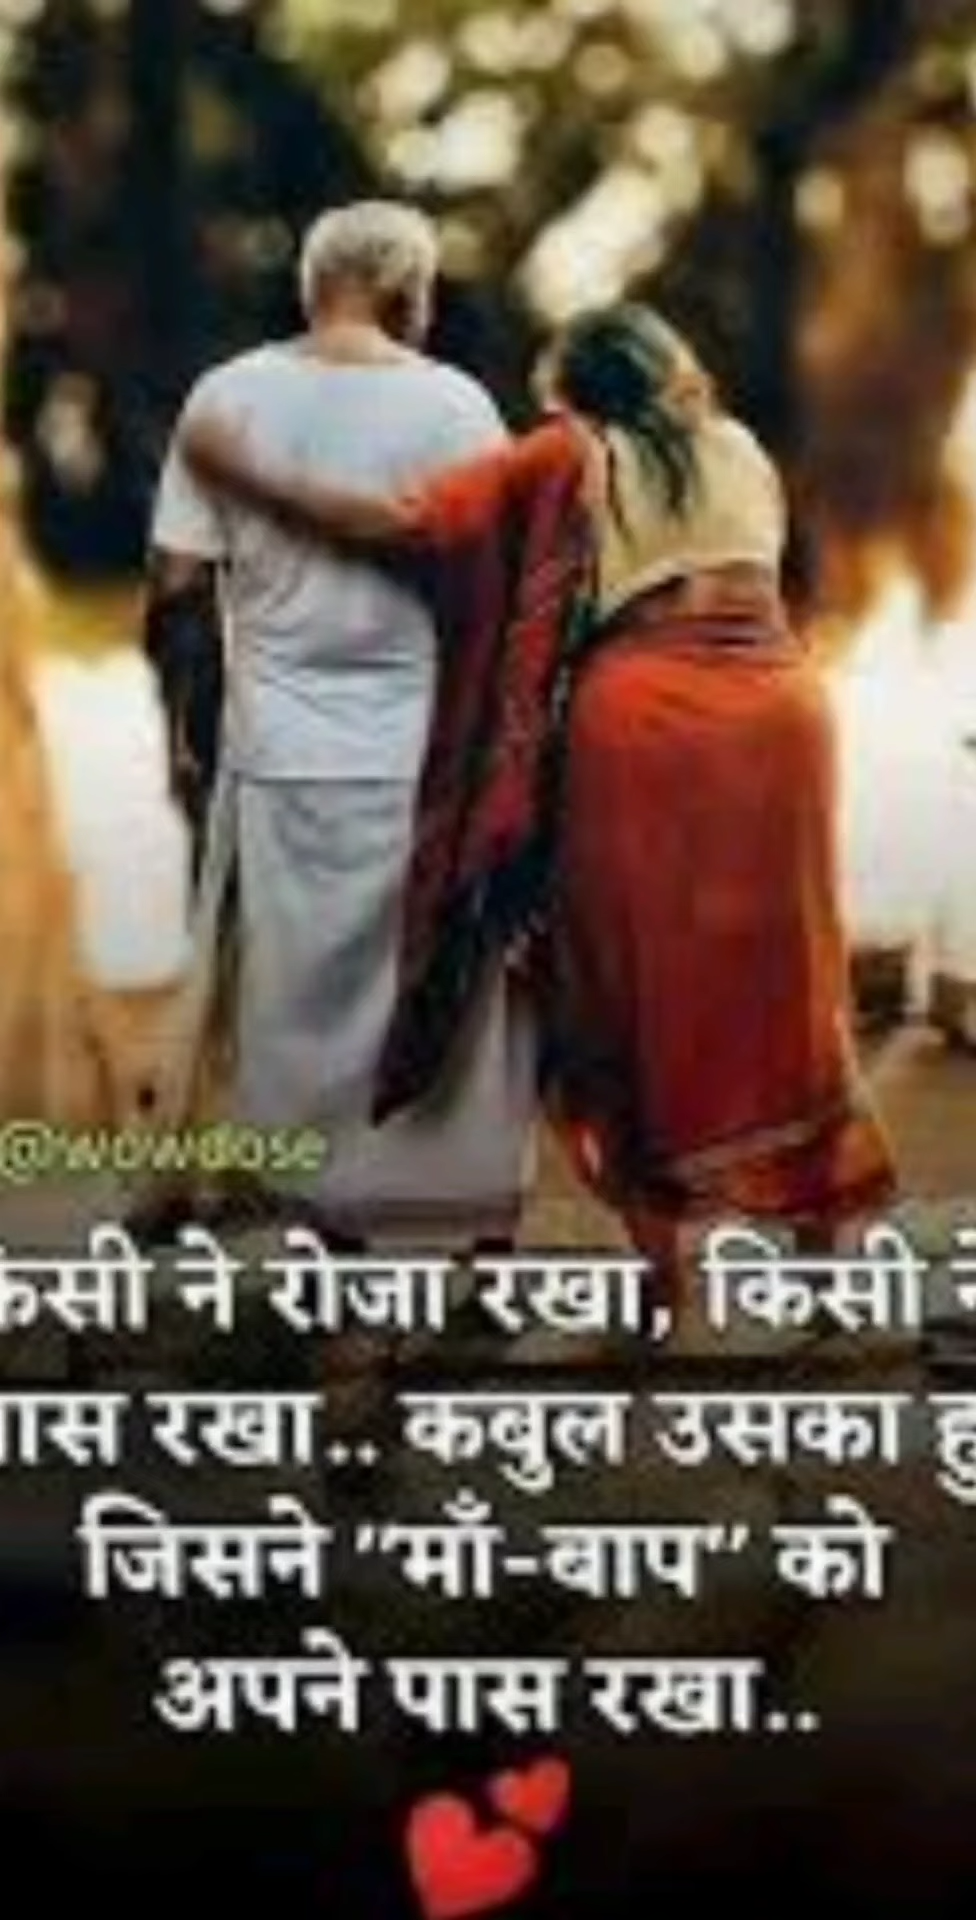 @wowdose
केसी ने रोजा रखा, किसी ने
ास रखा.. कबुल उसका हु
जिसने "माँ-बाप" को
अपने पास रखा..
💕